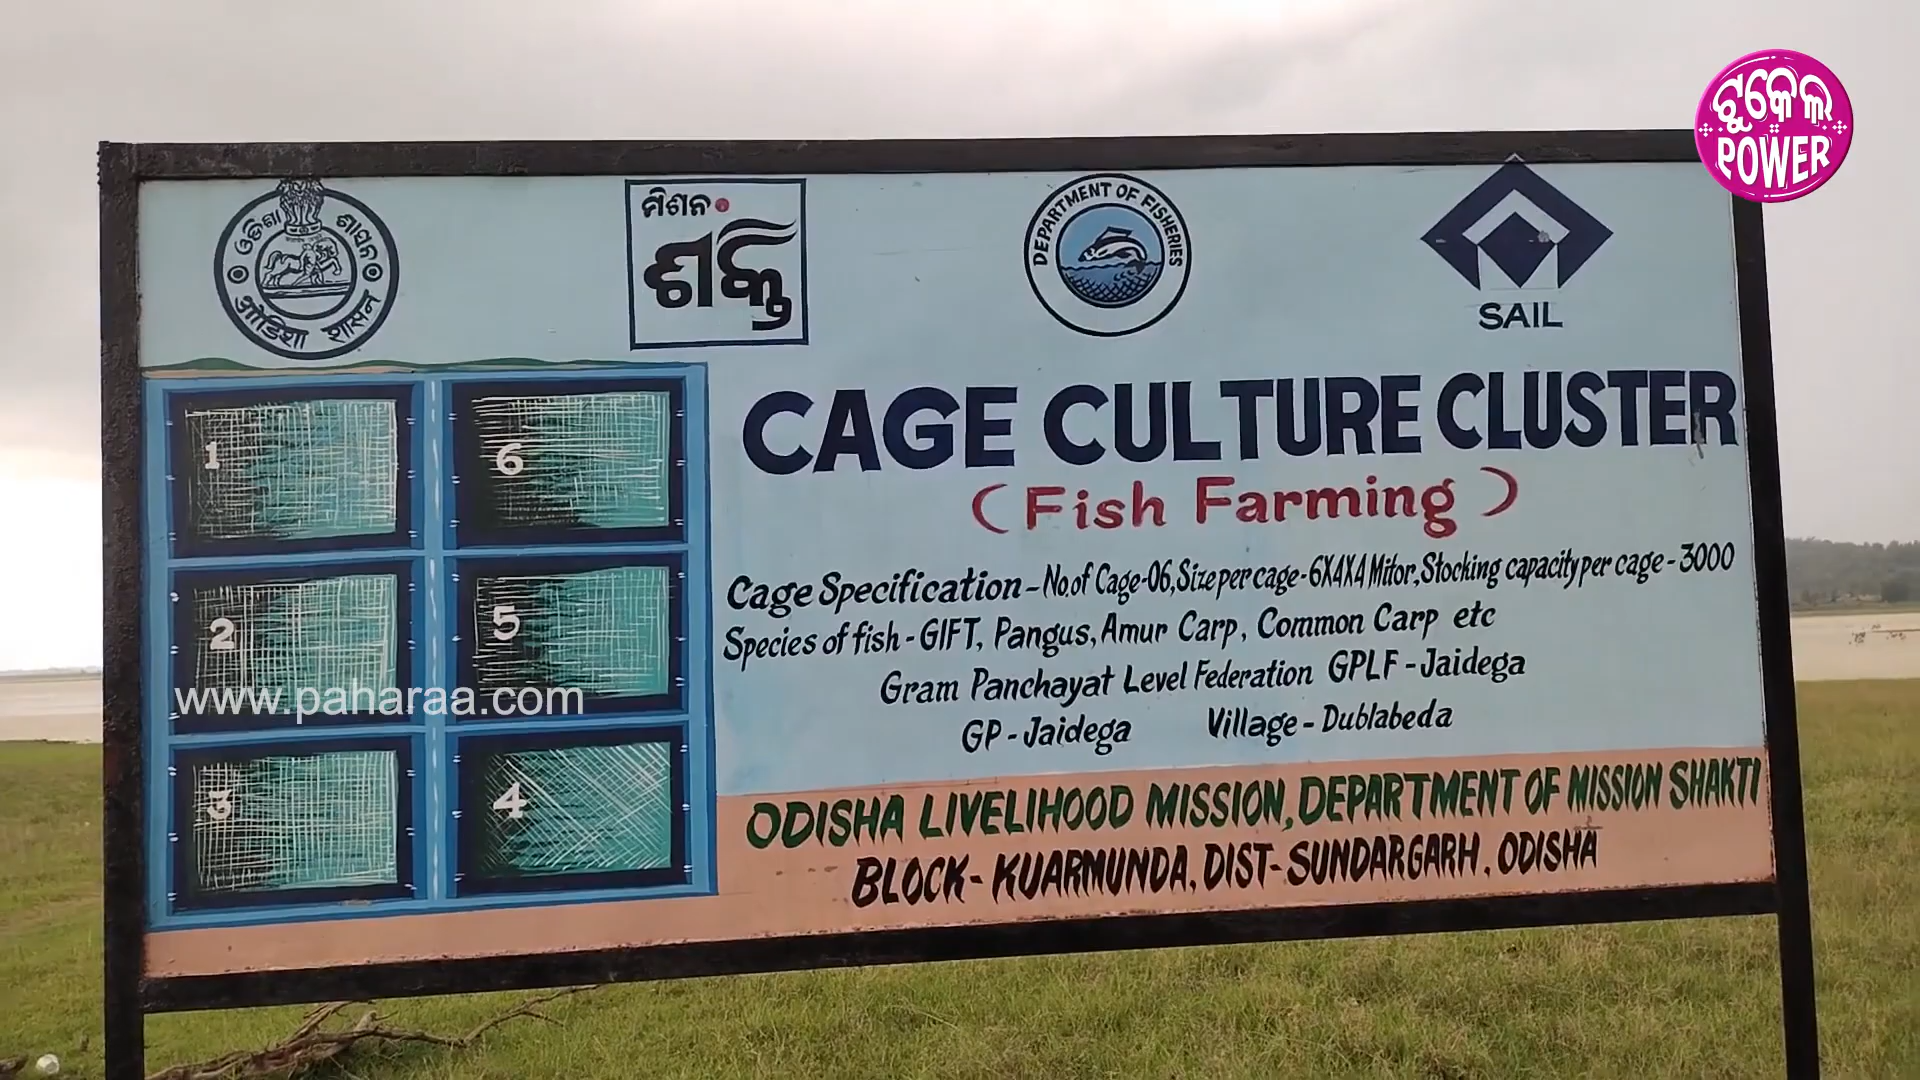 ଟୁକେଲ
POWER
ଓଡ଼ିଶା ଶାସନ
ओडिशा शासन
ମିଶନ
ଶକ୍ତି
DEPARTMENT OF FISHERIES
SAIL
CAGE CULTURE CLUSTER
(Fish Farming)
Cage Specification - No.of Cage-06, Size per cage - 6X4X4 Mitor, Stocking capacity per cage - 3000
Species of fish - GIFT, Pangus, Amur Carp, Common Carp etc
Gram Panchayat Level Federation GPLF - Jaidega
GP - Jaidega Village - Dublabeda
ODISHA LIVELIHOOD MISSION, DEPARTMENT OF MISSION SHAKTI
BLOCK - KUARMUNDA, DIST- SUNDARGARH, ODISHA
1 6
2 5
3 4
www.paharaa.com